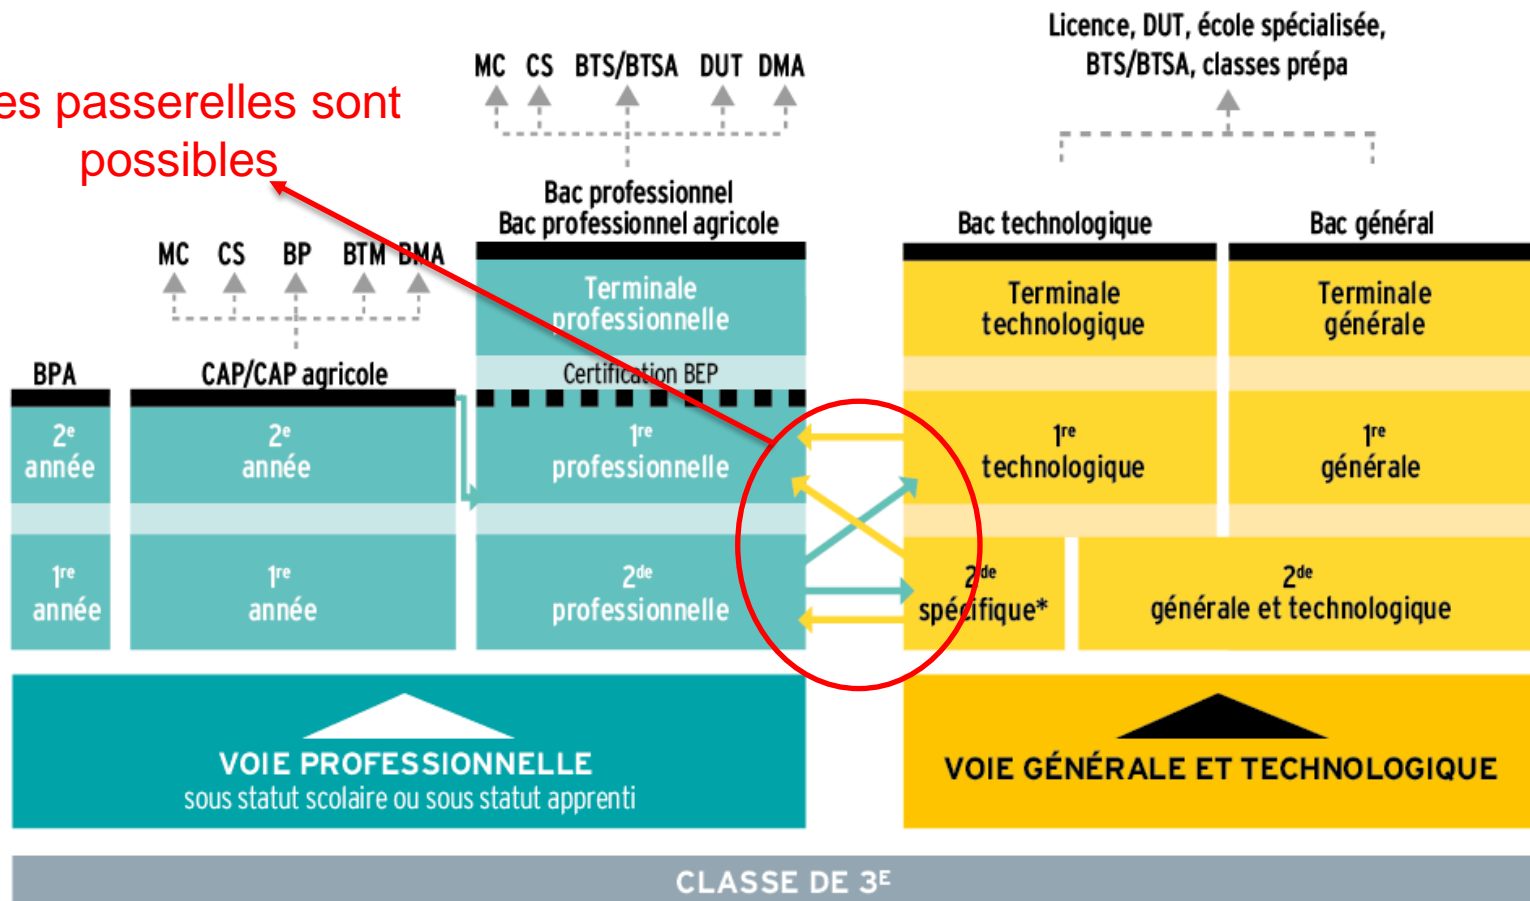 Licence, DUT, école spécialisée,
BTS/BTSA, classes prépa
MC CS BTS/BTSA DUT DMA
es passerelles sont
possibles
Bac professionnel
Bac professionnel agricole
Bac technologique
Bac général
MC CS BP BTM BMA
Terminale
professionnelle
Terminale
technologique
Terminale
générale
BPA
CAP/CAP agricole
Certification BEP
2e
année
2e
année
1re
professionnelle
1re
technologique
1re
générale
1re
année
1re
année
2de
professionnelle
2de
spécifique*
2de
générale et technologique
VOIE PROFESSIONNELLE
sous statut scolaire ou sous statut apprenti
VOIE GÉNÉRALE ET TECHNOLOGIQUE
CLASSE DE 3E